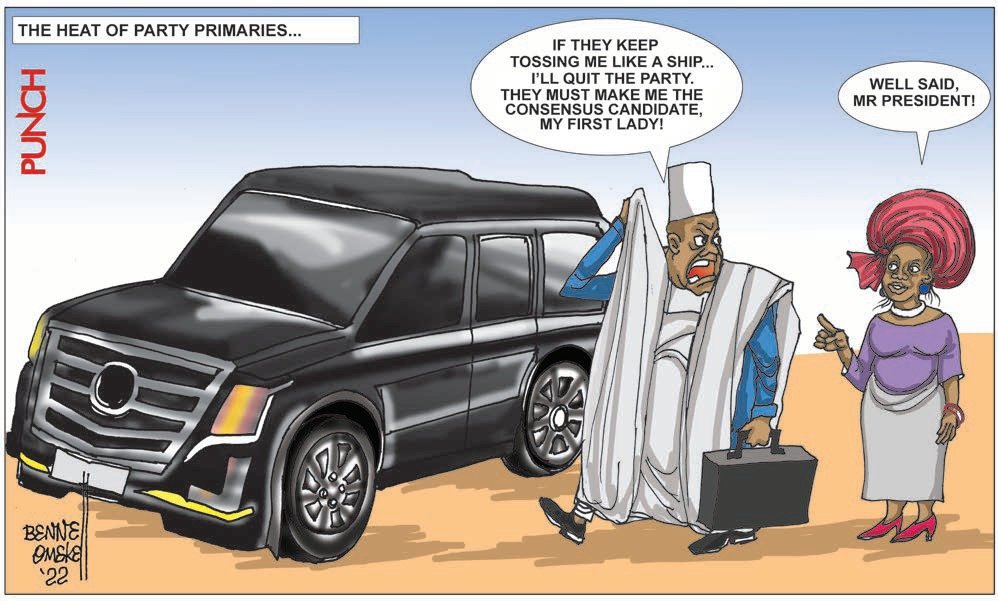 THE HEAT OF PARTY PRIMARIES...
PUNCH
IF THEY KEEP
TOSSING ME LIKE A SHIP...
I'LL QUIT THE PARTY.
THEY MUST MAKE ME THE
CONSENSUS CANDIDATE,
MY FIRST LADY!
WELL SAID,
MR PRESIDENT!
BENNE
OMEKE
'22